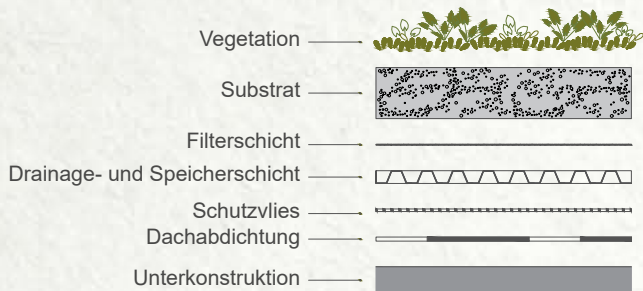 Vegetation
Substrat
Filterschicht
Drainage- und Speicherschicht
Schutzvlies
Dachabdichtung
Unterkonstruktion